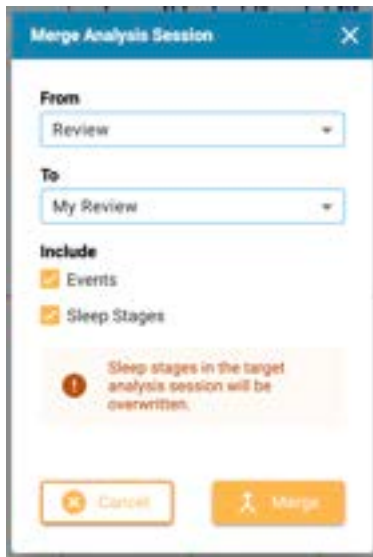 Merge Analysis Session
From
Review
To
My Review
Include
Events
Sleep Stages
Sleep stages in the target
analysis session will be
overwritten.
Cancel
Merge